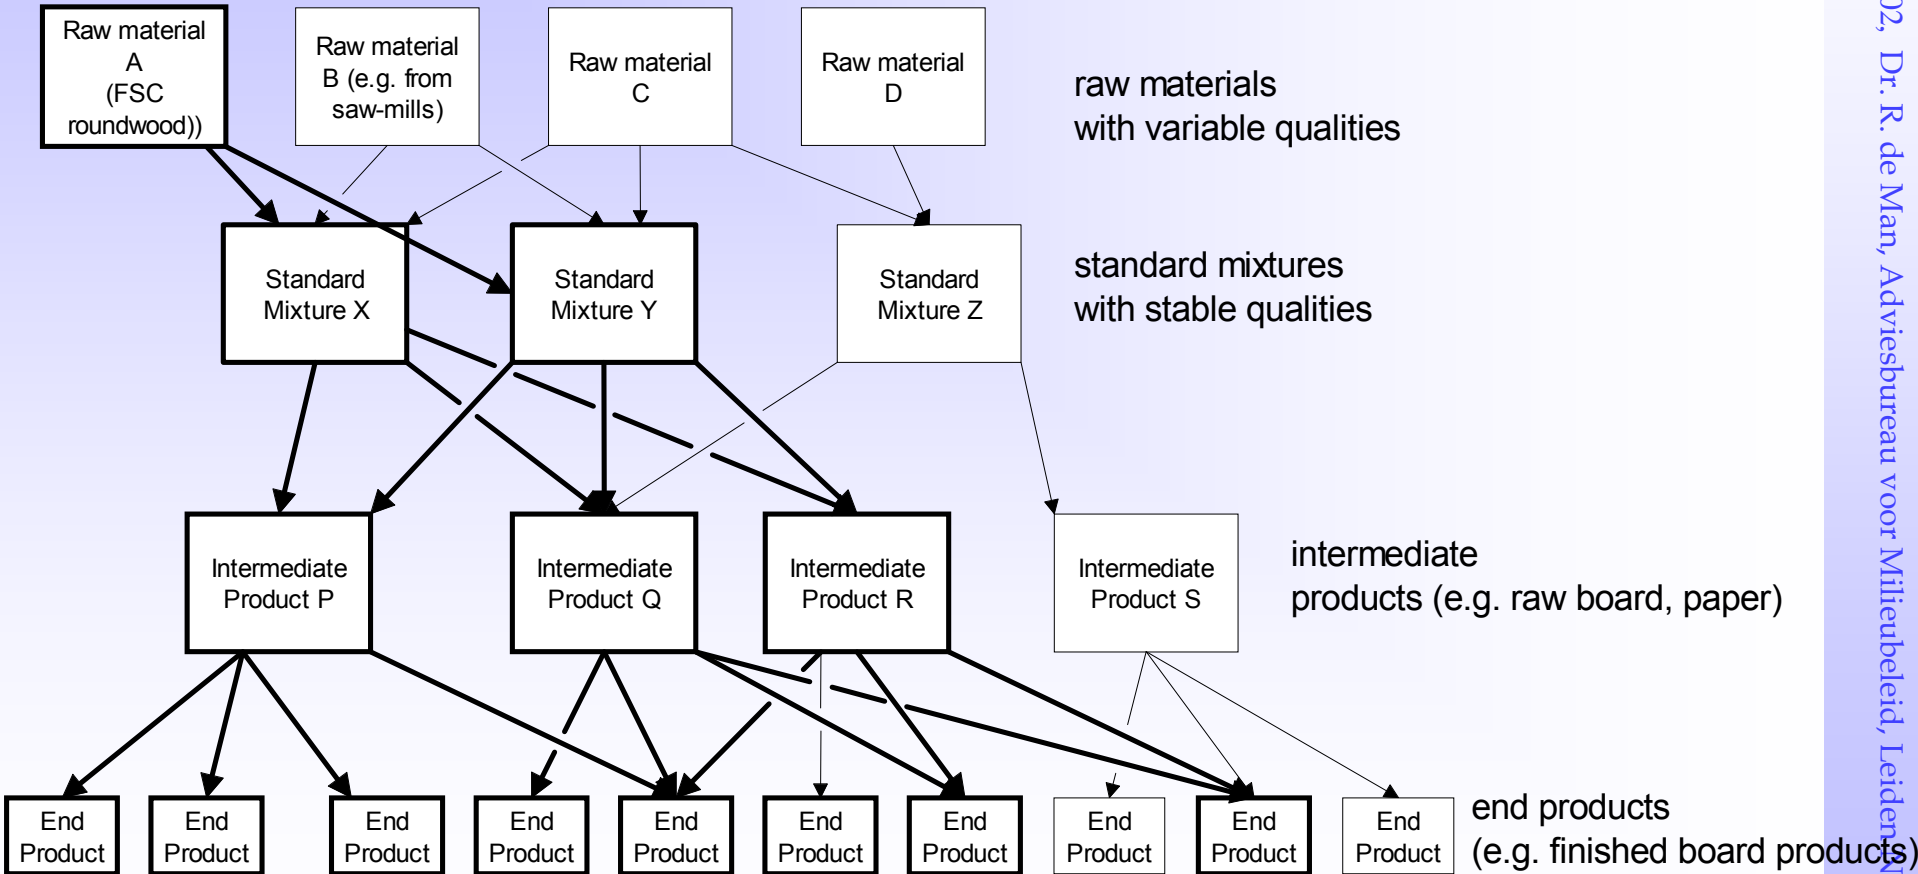 Raw material
A
(FSC
roundwood))
Raw material
B (e.g. from
saw-mills)
Raw material
C
Raw material
D
raw materials
with variable qualities
Standard
Mixture X
Standard
Mixture Y
Standard
Mixture Z
standard mixtures
with stable qualities
Intermediate
Product P
Intermediate
Product Q
Intermediate
Product R
Intermediate
Product S
intermediate
products (e.g. raw board, paper)
End
Product
End
Product
End
Product
End
Product
End
Product
End
Product
End
Product
End
Product
End
Product
End
Product
end products
(e.g. finished board products)
02, Dr. R. de Man, Adviesbureau voor Milieubeleid, Leiden N